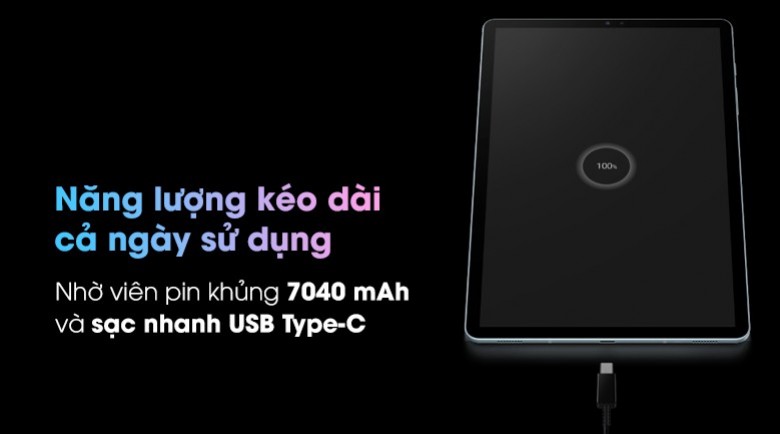 Năng lượng kéo dài
cả ngày sử dụng
Nhờ viên pin khủng 7040 mAh
và sạc nhanh USB Type-C
100%